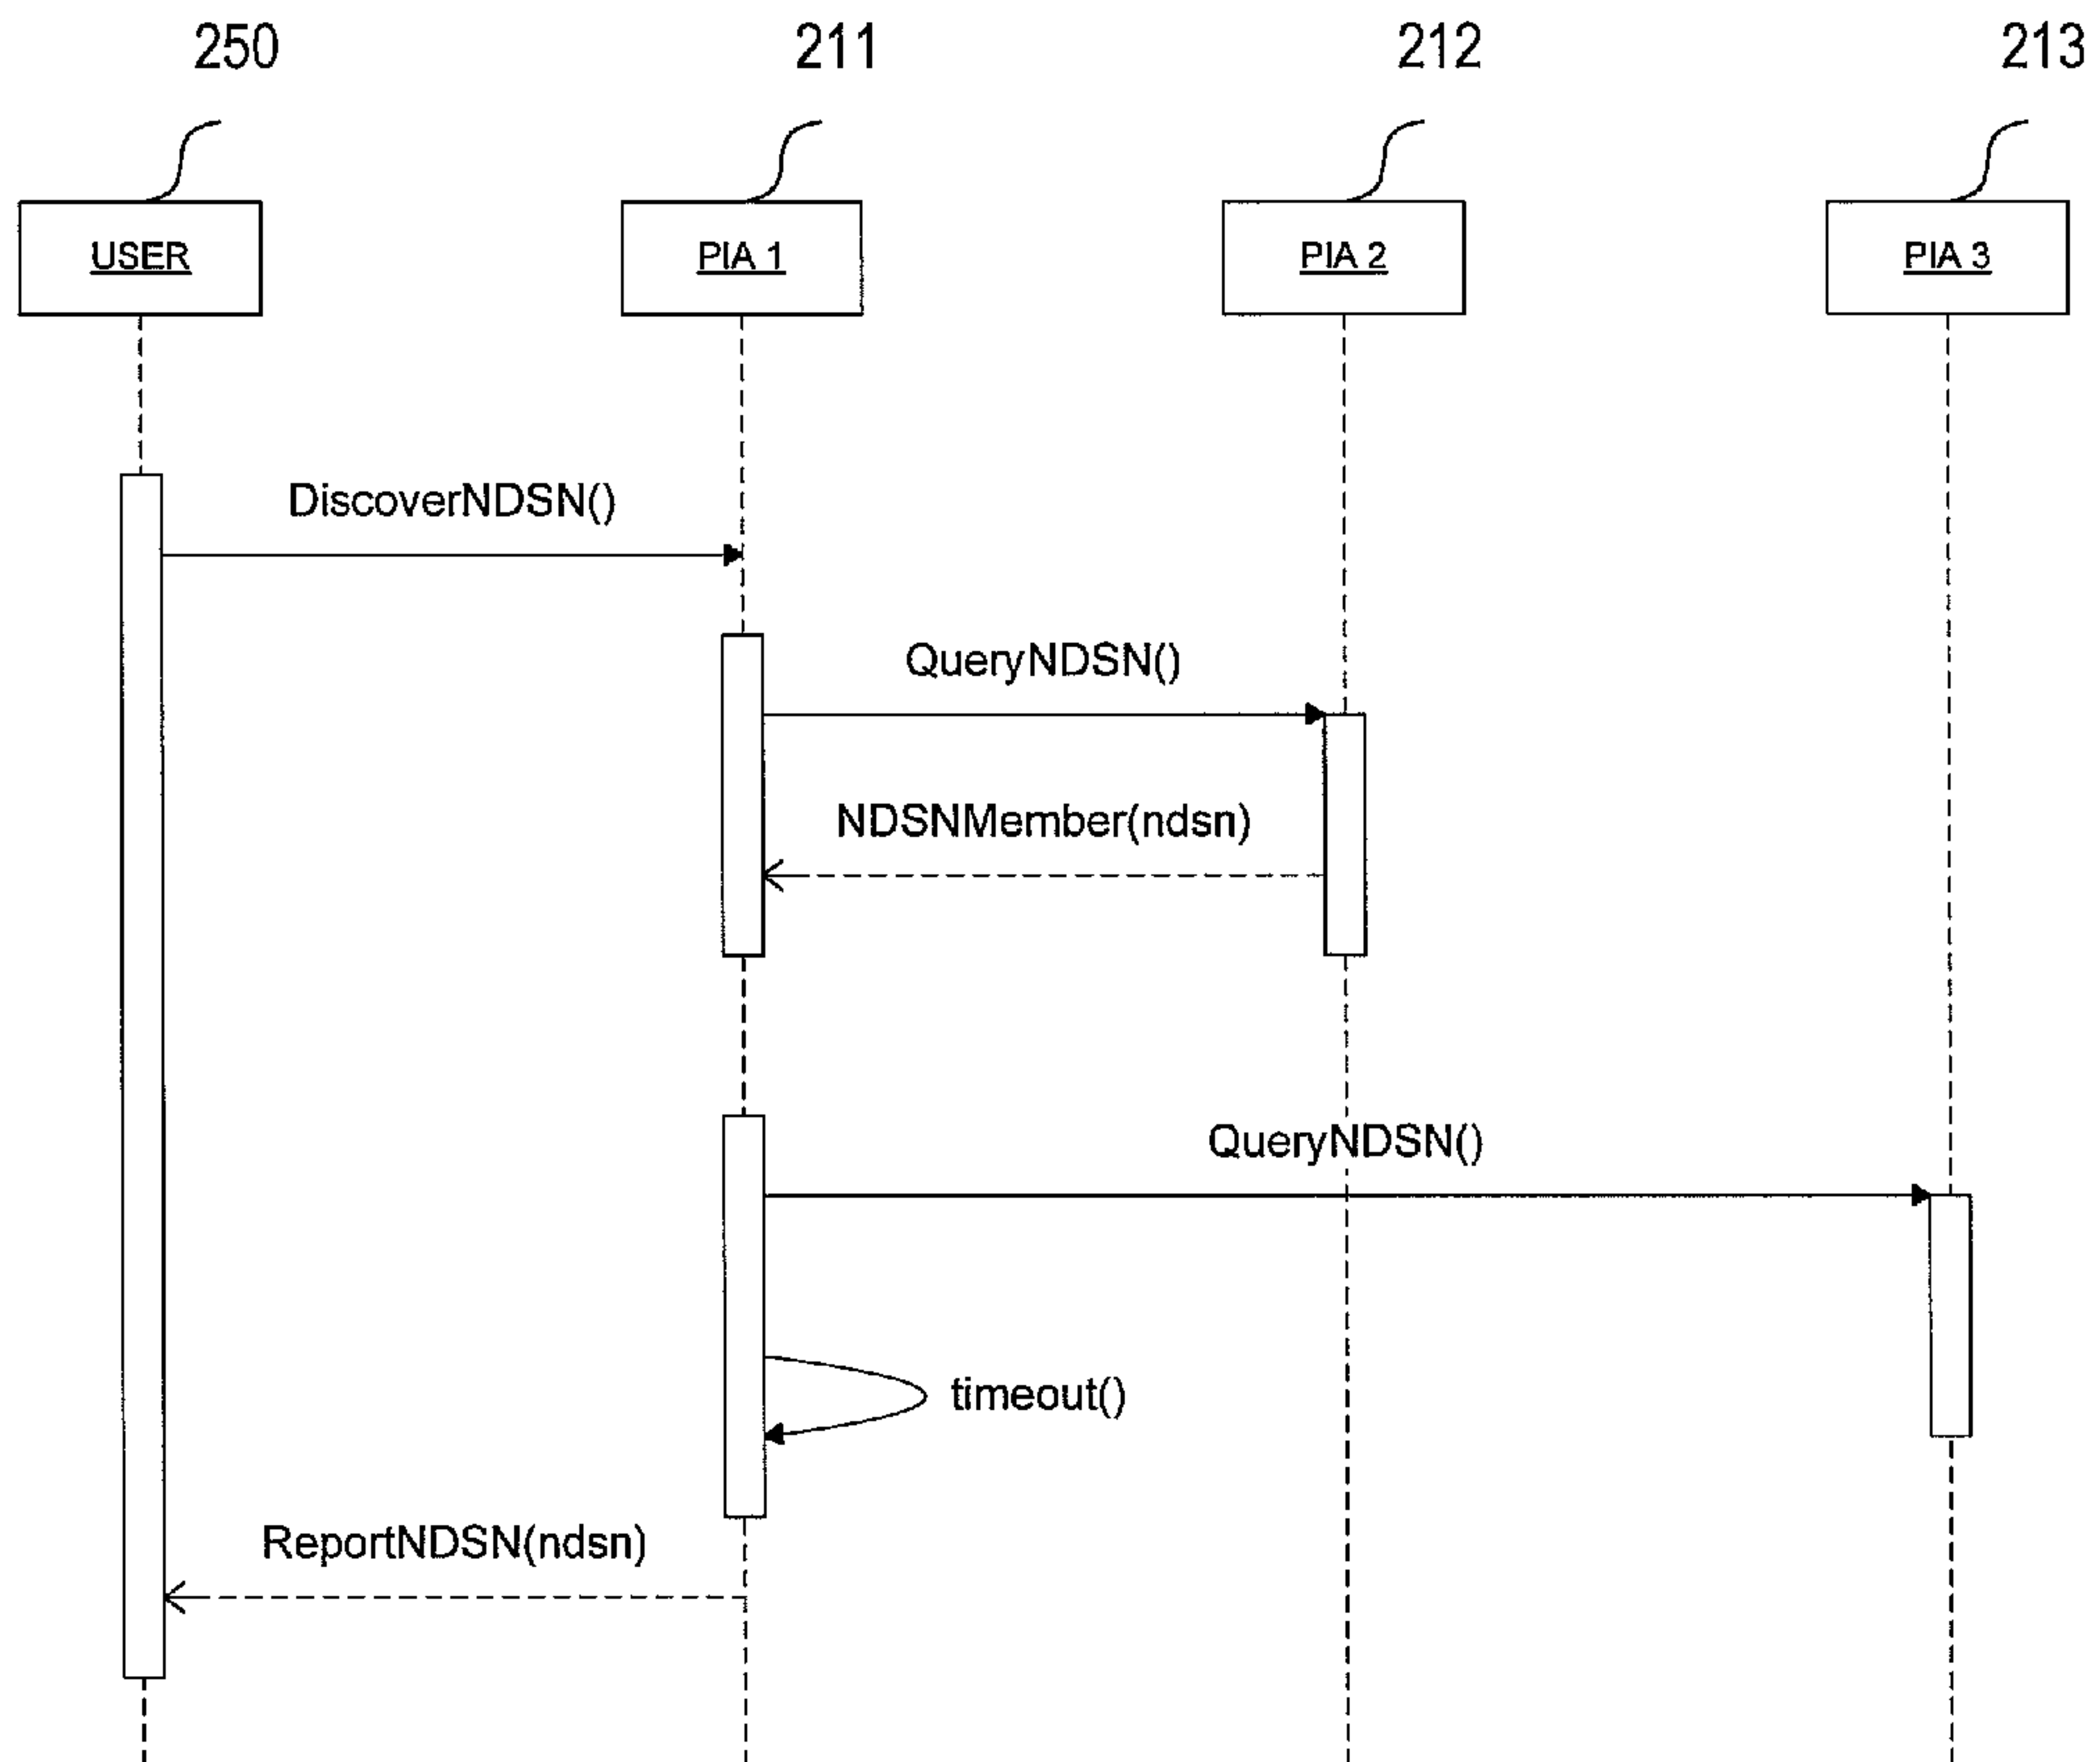 250 211 212 213
USER PIA 1 PIA 2 PIA 3
DiscoverNDSN()
QueryNDSN()
NDSNMember(ndsn)
QueryNDSN()
timeout()
ReportNDSN(ndsn)